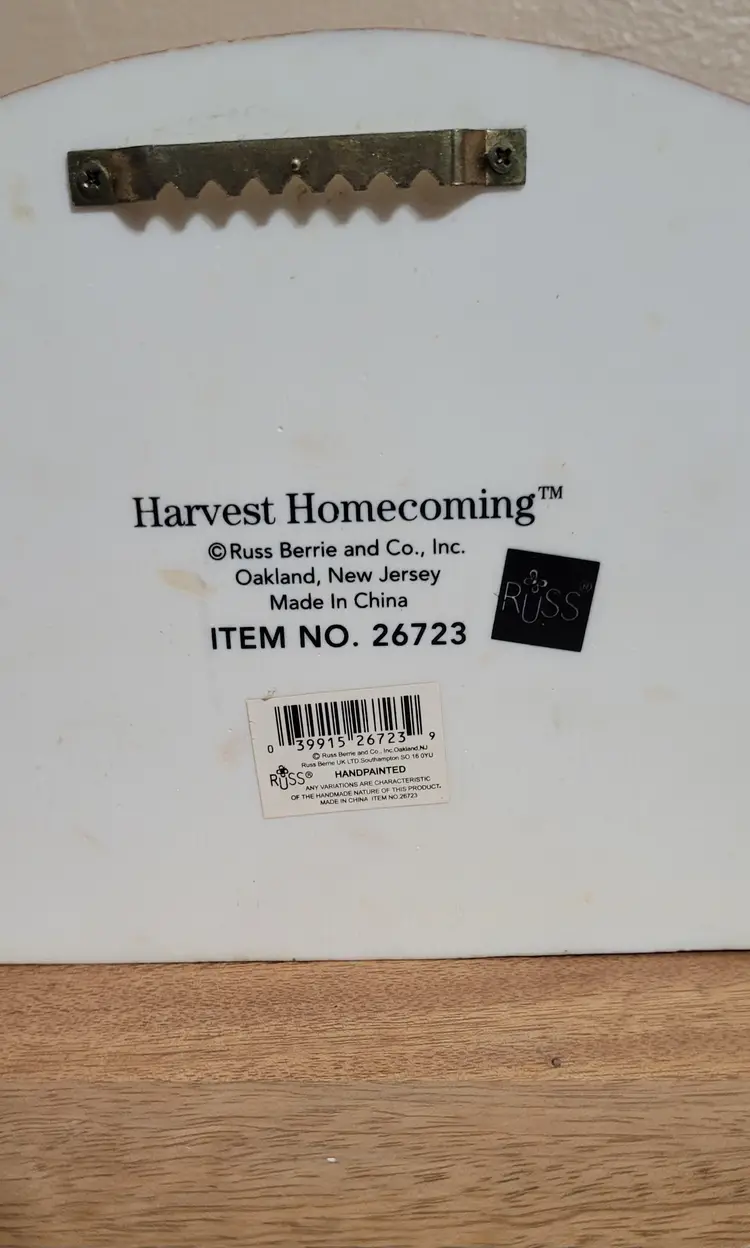 Harvest Homecoming™
©Russ Berrie and Co., Inc.
Oakland, New Jersey
Made In China
ITEM NO. 26723
RUSS®
0 39915 26723 9
© Russ Berrie and Co., Inc.Oakland,NJ
Russ Berrie UK LTD.Southampton SO 16 0YU
RUSS®
HANDPAINTED
ANY VARIATIONS ARE CHARACTERISTIC
OF THE HANDMADE NATURE OF THIS PRODUCT.
MADE IN CHINA ITEM NO.26723